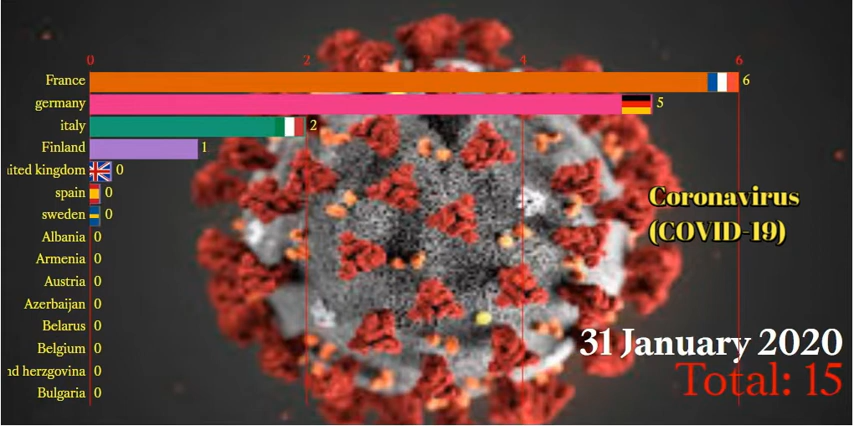 0 2 4 6
France 6
germany 5
italy 2
Finland 1
ited kingdom 0
spain 0
sweden 0
Albania 0
Armenia 0
Austria 0
Azerbaijan 0
Belarus 0
Belgium 0
nd herzgovina 0
Bulgaria 0
Coronavirus
(COVID-19)
31 January 2020
Total: 15